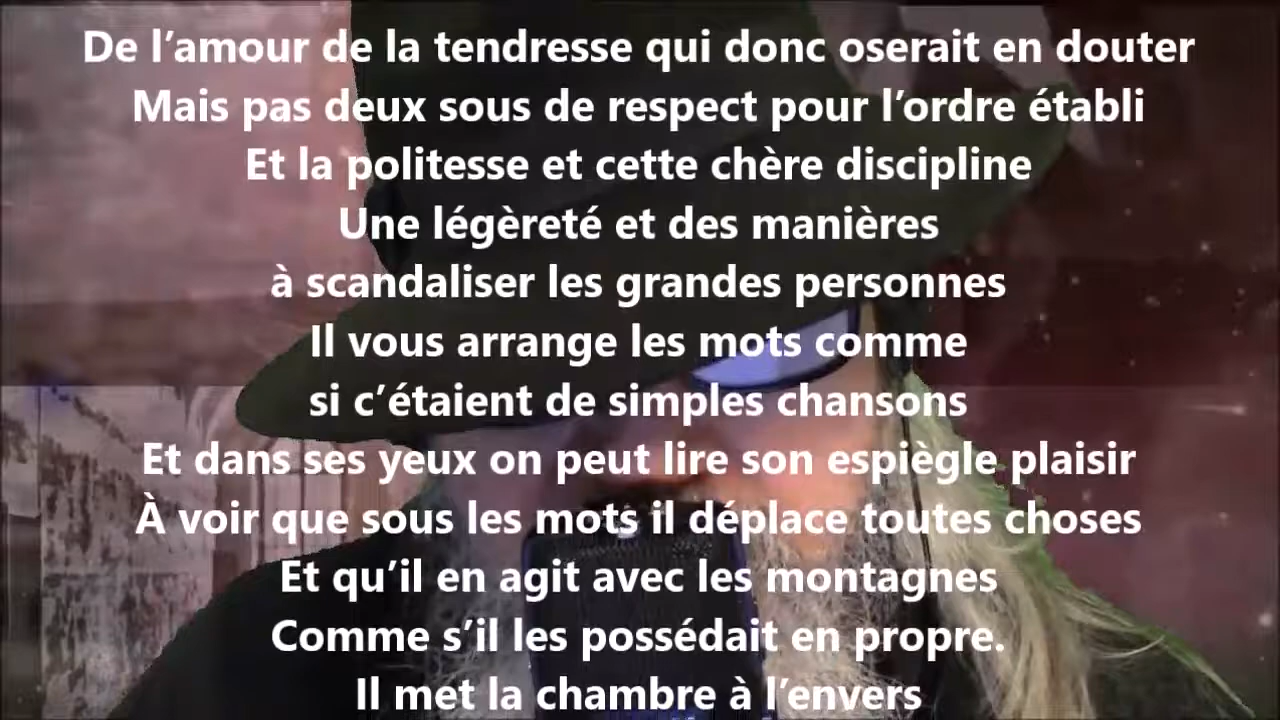 De l’amour de la tendresse qui donc oserait en douter
Mais pas deux sous de respect pour l’ordre établi
Et la politesse et cette chère discipline
Une légèreté et des manières
à scandaliser les grandes personnes
Il vous arrange les mots comme
si c’étaient de simples chansons
Et dans ses yeux on peut lire son espiègle plaisir
À voir que sous les mots il déplace toutes choses
Et qu’il en agit avec les montagnes
Comme s’il les possédait en propre.
Il met la chambre à l’envers